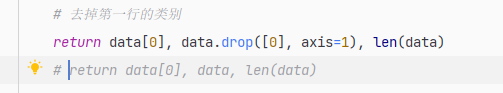 # 去掉第一行的类别
return data[0], data.drop([0], axis=1), len(data)
# return data[0], data, len(data)